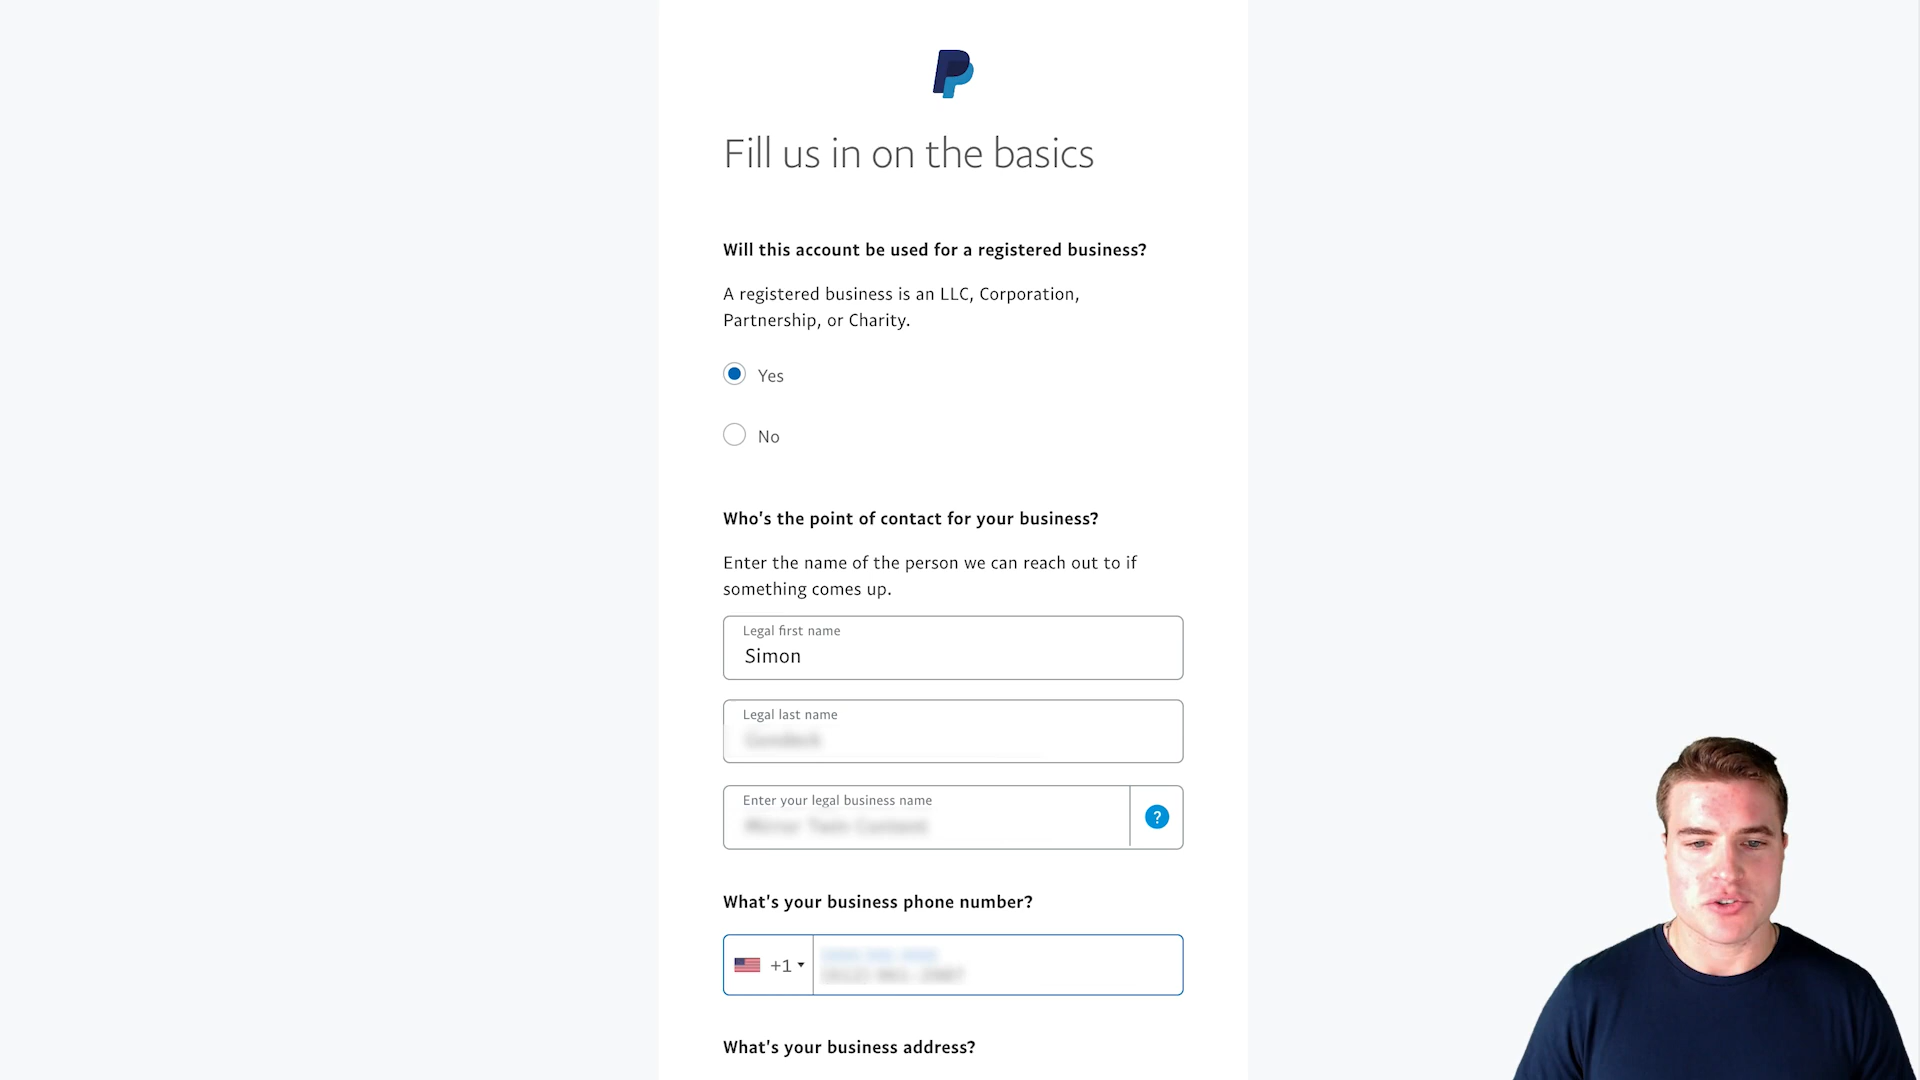 Fill us in on the basics
Will this account be used for a registered business?
A registered business is an LLC, Corporation,
Partnership, or Charity.
Yes
No
Who's the point of contact for your business?
Enter the name of the person we can reach out to if
something comes up.
Legal first name
Simon
Legal last name
Enter your legal business name
?
What's your business phone number?
+1
What's your business address?